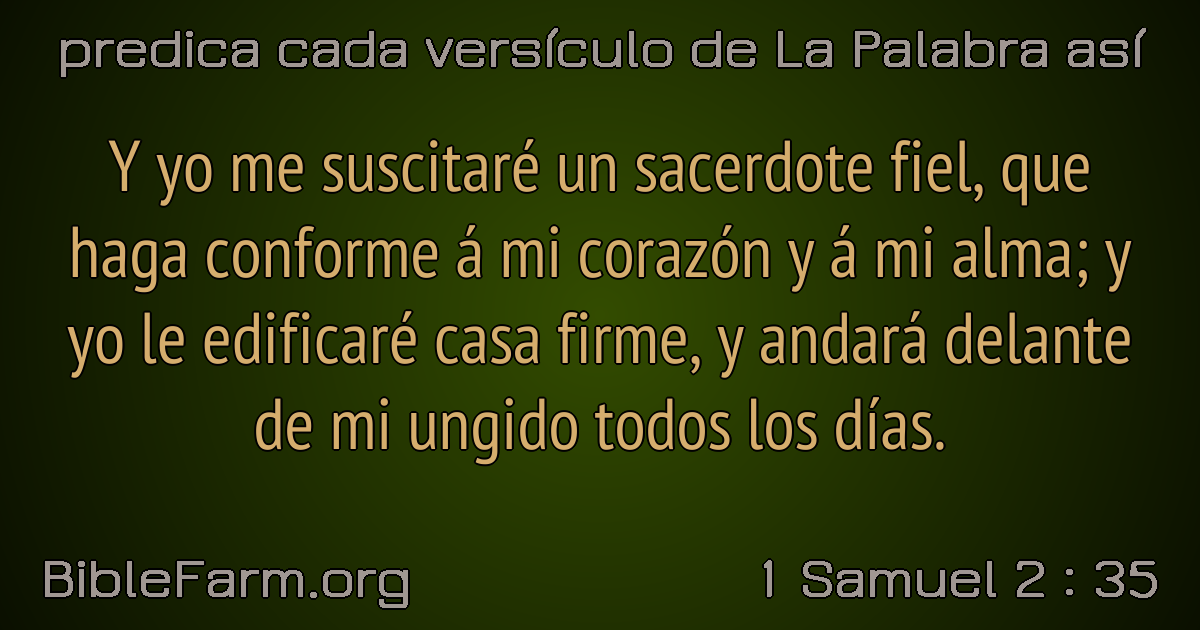 predica cada versículo de La Palabra así
Y yo me suscitaré un sacerdote fiel, que
haga conforme á mi corazón y á mi alma; y
yo le edificaré casa firme, y andará delante
de mi ungido todos los días.
BibleFarm.org
1 Samuel 2 : 35